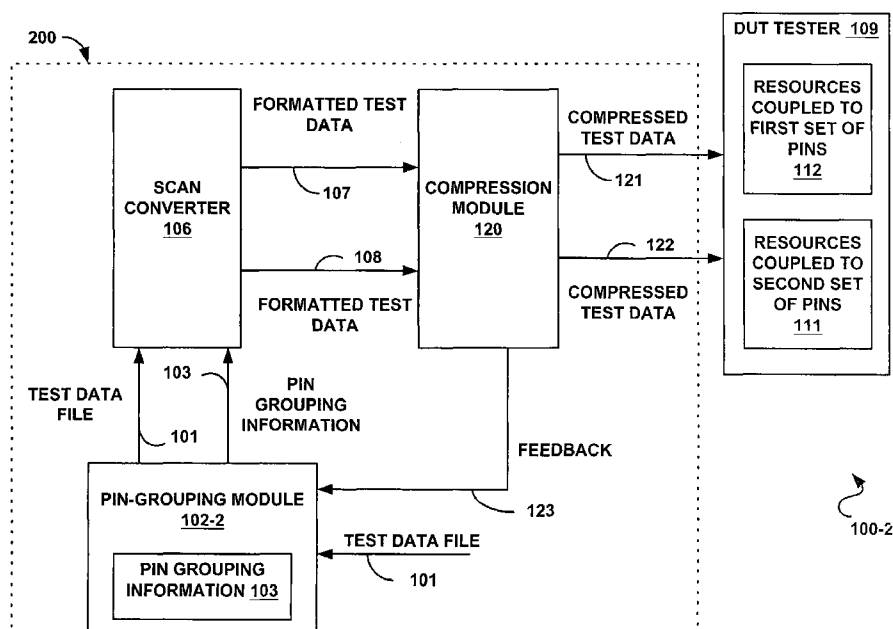 200
DUT TESTER 109
RESOURCES
COUPLED TO
FIRST SET OF
PINS
112
RESOURCES
COUPLED TO
SECOND SET
OF PINS
111
SCAN
CONVERTER
106
FORMATTED TEST
DATA
107
108
FORMATTED TEST
DATA
COMPRESSION
MODULE
120
COMPRESSED
TEST DATA
121
122
COMPRESSED
TEST DATA
TEST DATA
FILE
101
103
PIN
GROUPING
INFORMATION
FEEDBACK
123
PIN-GROUPING MODULE
102-2
PIN GROUPING
INFORMATION 103
TEST DATA FILE
101
100-2